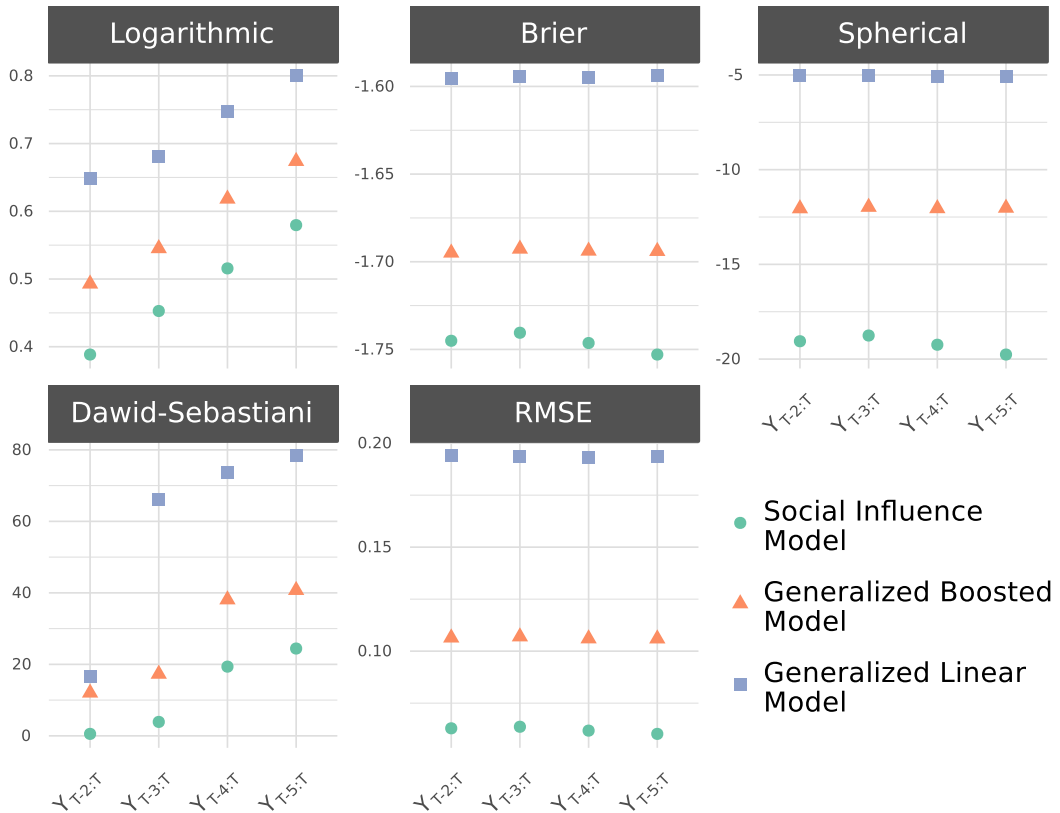 Logarithmic
Brier
Spherical
0.8
0.7
0.6
0.5
0.4
-1.60
-1.65
-1.70
-1.75
-5
-10
-15
-20
Y T-2:T
Y T-3:T
Y T-4:T
Y T-5:T
Dawid-Sebastiani
RMSE
80
60
40
20
0
0.20
0.15
0.10
Y T-2:T
Y T-3:T
Y T-4:T
Y T-5:T
Y T-2:T
Y T-3:T
Y T-4:T
Y T-5:T
Social Influence
Model
Generalized Boosted
Model
Generalized Linear
Model